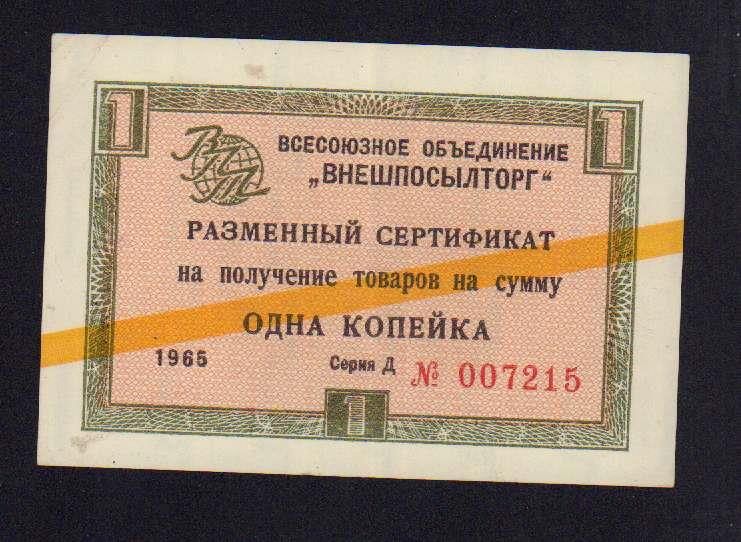 1
1
ВПТ
ВСЕСОЮЗНОЕ ОБЪЕДИНЕНИЕ
„ВНЕШПОСЫЛТОРГ“
РАЗМЕННЫЙ СЕРТИФИКАТ
на получение товаров на сумму
ОДНА КОПЕЙКА
1965
Серия Д № 007215
1